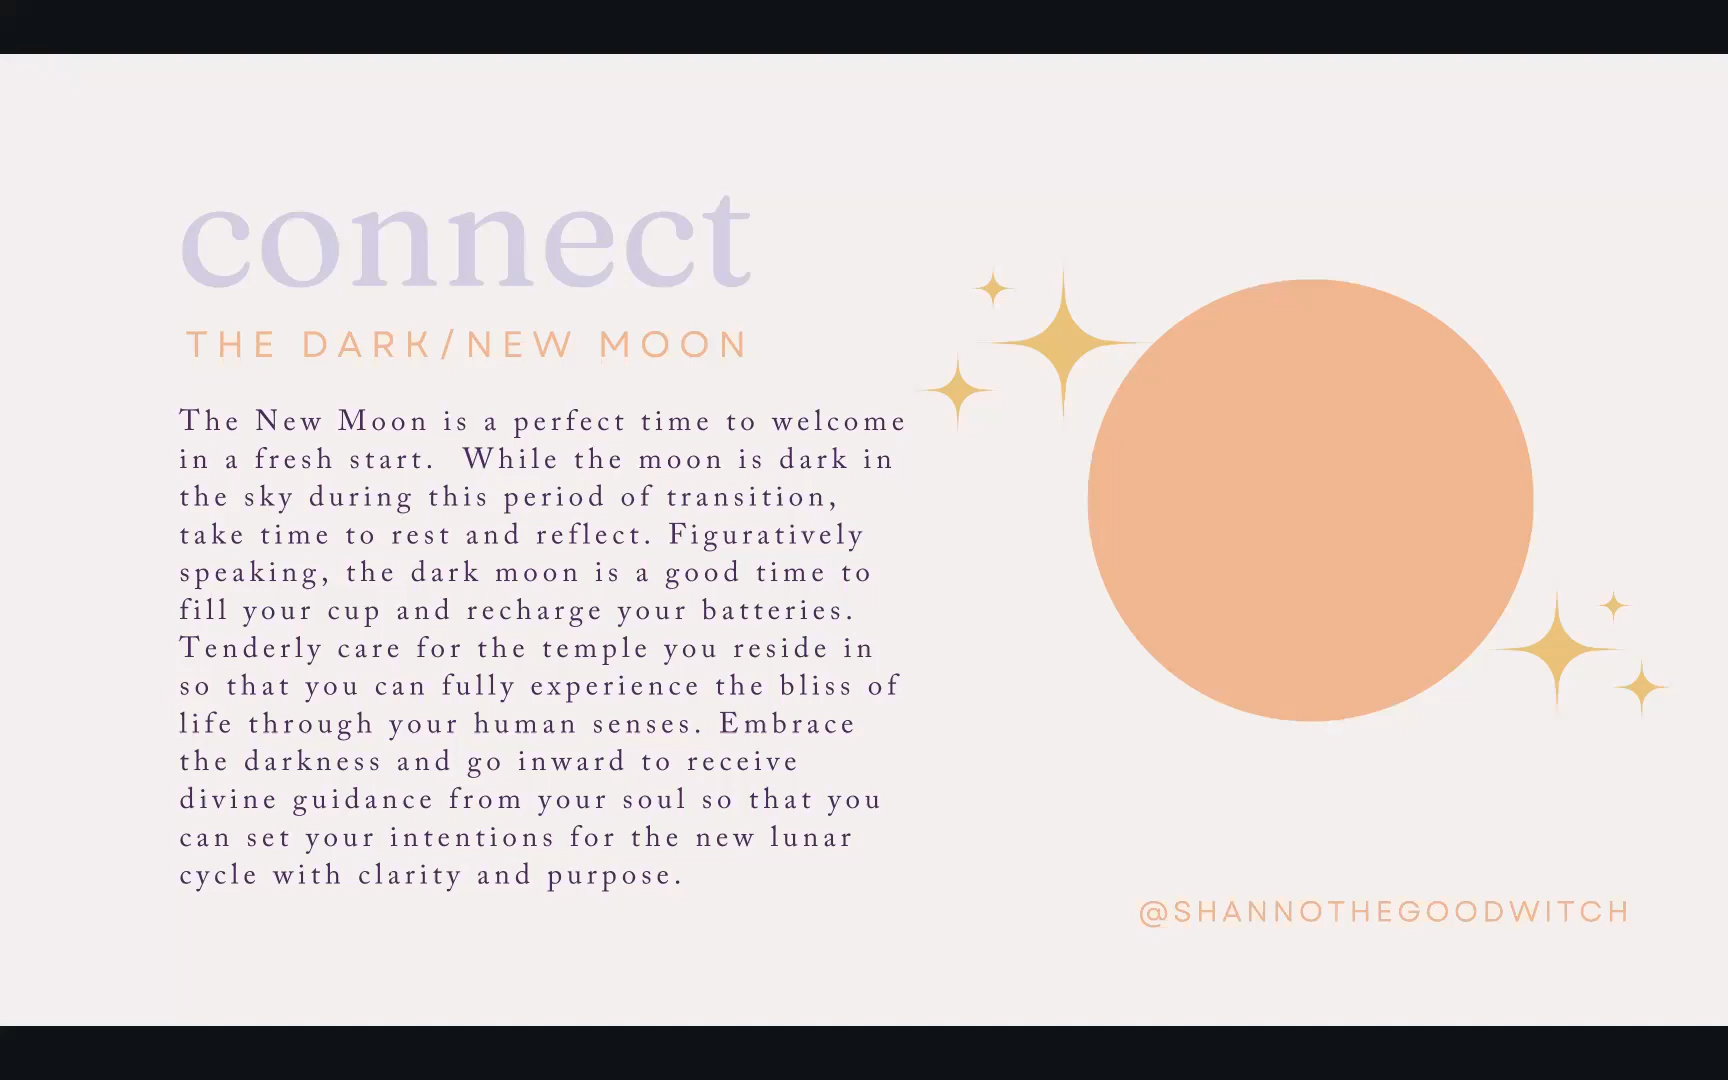 connect
THE DARK/NEW MOON
The New Moon is a perfect time to welcome
in a fresh start.  While the moon is dark in
the sky during this period of transition,
take time to rest and reflect. Figuratively
speaking, the dark moon is a good time to
fill your cup and recharge your batteries.
Tenderly care for the temple you reside in
so that you can fully experience the bliss of
life through your human senses. Embrace
the darkness and go inward to receive
divine guidance from your soul so that you
can set your intentions for the new lunar
cycle with clarity and purpose.
@SHANNOTHEGOODWITCH